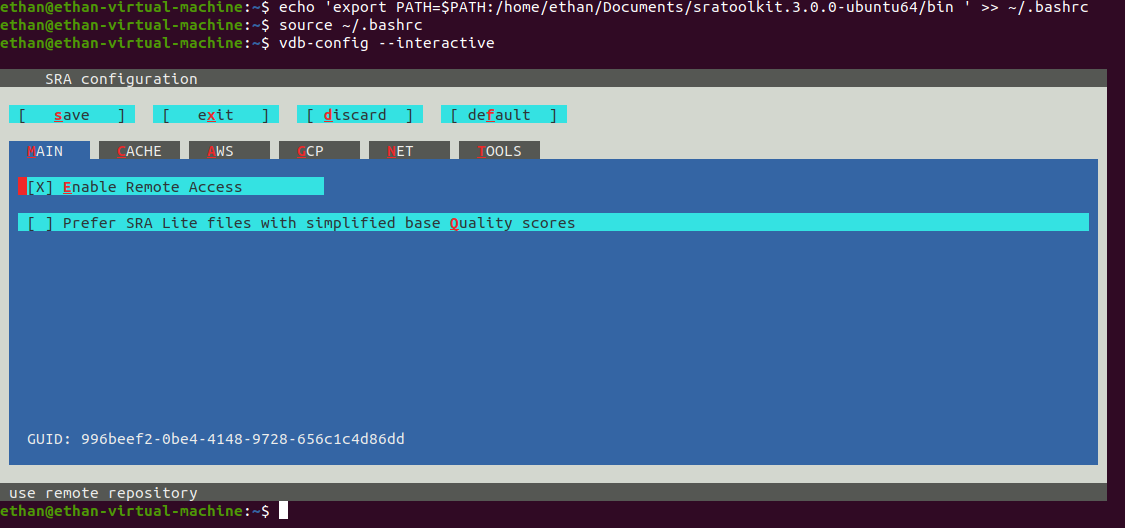 ethan@ethan-virtual-machine:~$ echo 'export PATH=$PATH:/home/ethan/Documents/sratoolkit.3.0.0-ubuntu64/bin ' >> ~/.bashrc
ethan@ethan-virtual-machine:~$ source ~/.bashrc
ethan@ethan-virtual-machine:~$ vdb-config --interactive
SRA configuration
[ save ] [ exit ] [ discard ] [ default ]
MAIN CACHE AWS GCP NET TOOLS
[X] Enable Remote Access
[ ] Prefer SRA Lite files with simplified base Quality scores
GUID: 996beef2-0be4-4148-9728-656c1c4d86dd
use remote repository
ethan@ethan-virtual-machine:~$